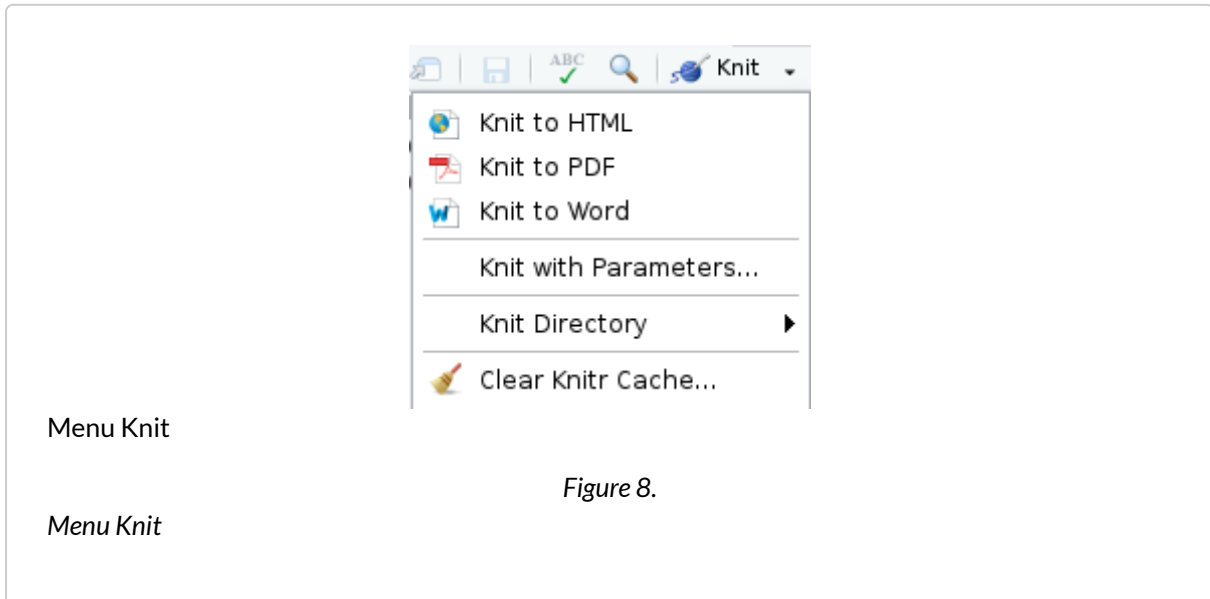 ABC
Knit
Knit to HTML
Knit to PDF
Knit to Word
Knit with Parameters...
Knit Directory
Clear Knitr Cache...
Menu Knit
Figure 8.
Menu Knit